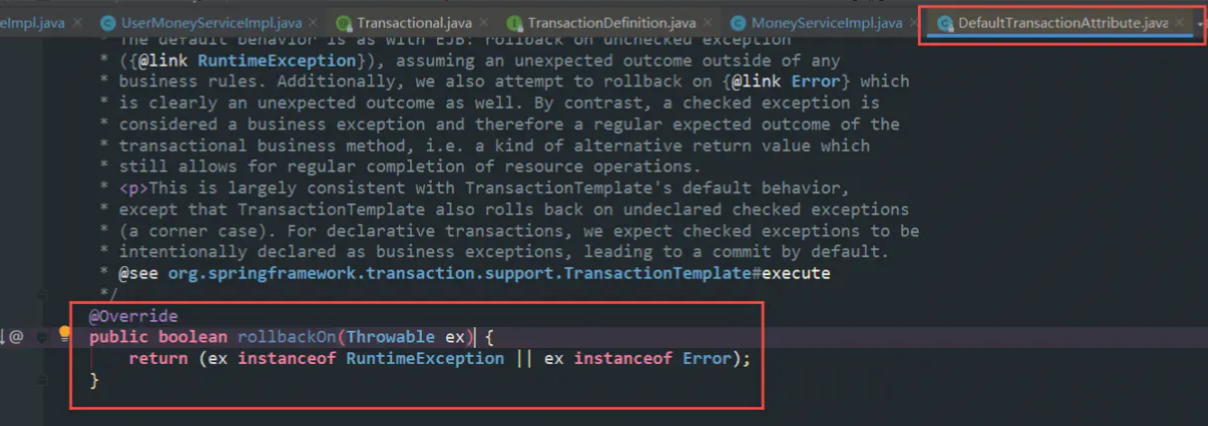 eImpl.java UserMoneyServiceImpl.java Transactional.java TransactionDefinition.java MoneyServiceImpl.java DefaultTransactionAttribute.java
* The default behavior is as with EJB: rollback on unchecked exception
* ({@link RuntimeException}), assuming an unexpected outcome outside of any
* business rules. Additionally, we also attempt to rollback on {@link Error} which
* is clearly an unexpected outcome as well. By contrast, a checked exception is
* considered a business exception and therefore a regular expected outcome of the
* transactional business method, i.e. a kind of alternative return value which
* still allows for regular completion of resource operations.
* <p>This is largely consistent with TransactionTemplate's default behavior,
* except that TransactionTemplate also rolls back on undeclared checked exceptions
* (a corner case). For declarative transactions, we expect checked exceptions to be
* intentionally declared as business exceptions, leading to a commit by default.
* @see org.springframework.transaction.support.TransactionTemplate#execute
*/
@Override
public boolean rollbackOn(Throwable ex) {
return (ex instanceof RuntimeException || ex instanceof Error);
}